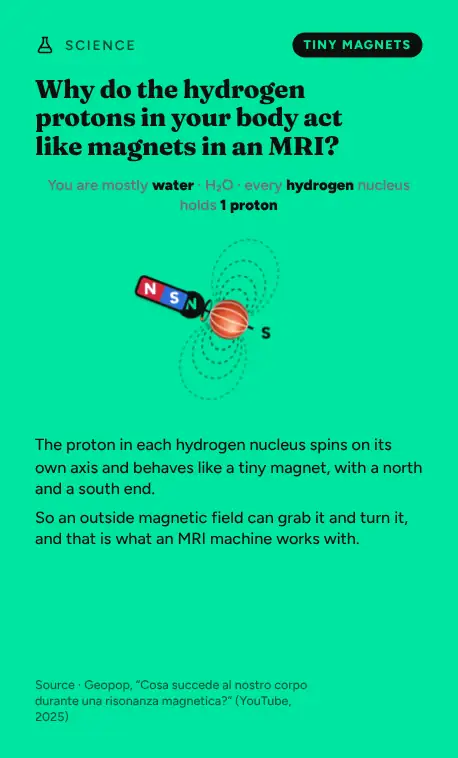 SCIENCE
TINY MAGNETS
Why do the hydrogen
protons in your body act
like magnets in an MRI?
You are mostly water · H₂O · every hydrogen nucleus
holds 1 proton
N
S
N
S
The proton in each hydrogen nucleus spins on its
own axis and behaves like a tiny magnet, with a north
and a south end.
So an outside magnetic field can grab it and turn it,
and that is what an MRI machine works with.
Source · Geopop, “Cosa succede al nostro corpo
durante una risonanza magnetica?” (YouTube,
2025)